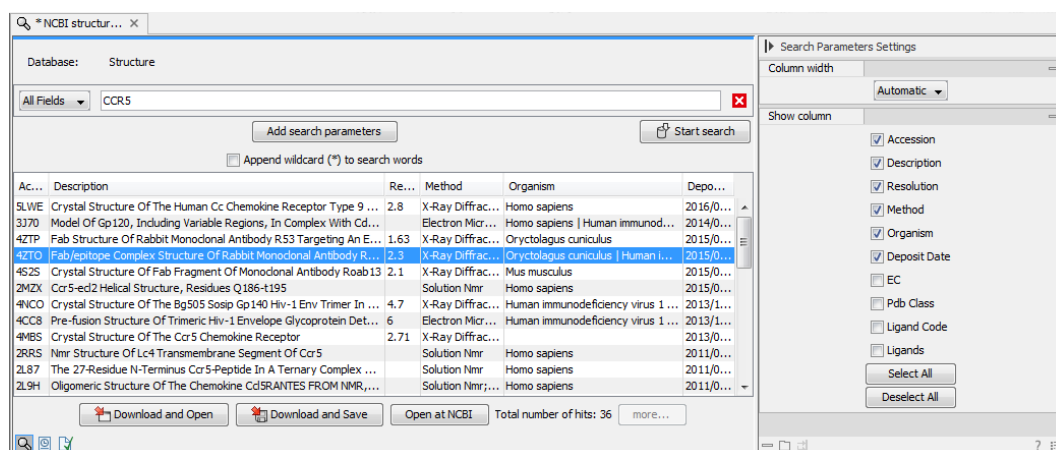 *NCBI structur...
Search Parameters Settings
Database: Structure
Column width
Automatic
All Fields CCR5
Show column
Add search parameters Start search
Append wildcard (*) to search words
Accession
Description
Resolution
Method
Organism
Deposit Date
EC
Pdb Class
Ligand Code
Ligands
Select All
Deselect All
Ac... Description Re... Method Organism Depo...
5LWE Crystal Structure Of The Human Cc Chemokine Receptor Type 9 ... 2.8 X-Ray Diffrac... Homo sapiens 2016/0...
3J70 Model Of Gp120, Including Variable Regions, In Complex With Cd... Electron Micr... Homo sapiens | Human immunod... 2014/0...
4ZTP Fab Structure Of Rabbit Monoclonal Antibody R53 Targeting An E... 1.63 X-Ray Diffrac... Oryctolagus cuniculus 2015/0...
4ZTO Fab/epitope Complex Structure Of Rabbit Monoclonal Antibody R... 2.3 X-Ray Diffrac... Oryctolagus cuniculus | Human i... 2015/0...
4S2S Crystal Structure Of Fab Fragment Of Monoclonal Antibody Roab13 2.1 X-Ray Diffrac... Mus musculus 2015/0...
2MZX Ccr5-ecl2 Helical Structure, Residues Q186-t195 Solution Nmr Homo sapiens 2015/0...
4NCO Crystal Structure Of The Bg505 Sosip Gp140 Hiv-1 Env Trimer In ... 4.7 X-Ray Diffrac... Human immunodeficiency virus 1 ... 2013/1...
4CC8 Pre-fusion Structure Of Trimeric Hiv-1 Envelope Glycoprotein Det... 6 Electron Micr... Human immunodeficiency virus 1 ... 2013/1...
4MBS Crystal Structure Of The Ccr5 Chemokine Receptor 2.71 X-Ray Diffrac... 2013/0...
2RRS Nmr Structure Of Lc4 Transmembrane Segment Of Ccr5 Solution Nmr Homo sapiens 2011/0...
2L87 The 27-Residue N-Terminus Ccr5-Peptide In A Ternary Complex ... Solution Nmr Homo sapiens 2011/0...
2L9H Oligomeric Structure Of The Chemokine Ccl5RANTES FROM NMR,... Solution Nmr;... Homo sapiens 2011/0...
Download and Open Download and Save Open at NCBI Total number of hits: 36 more...